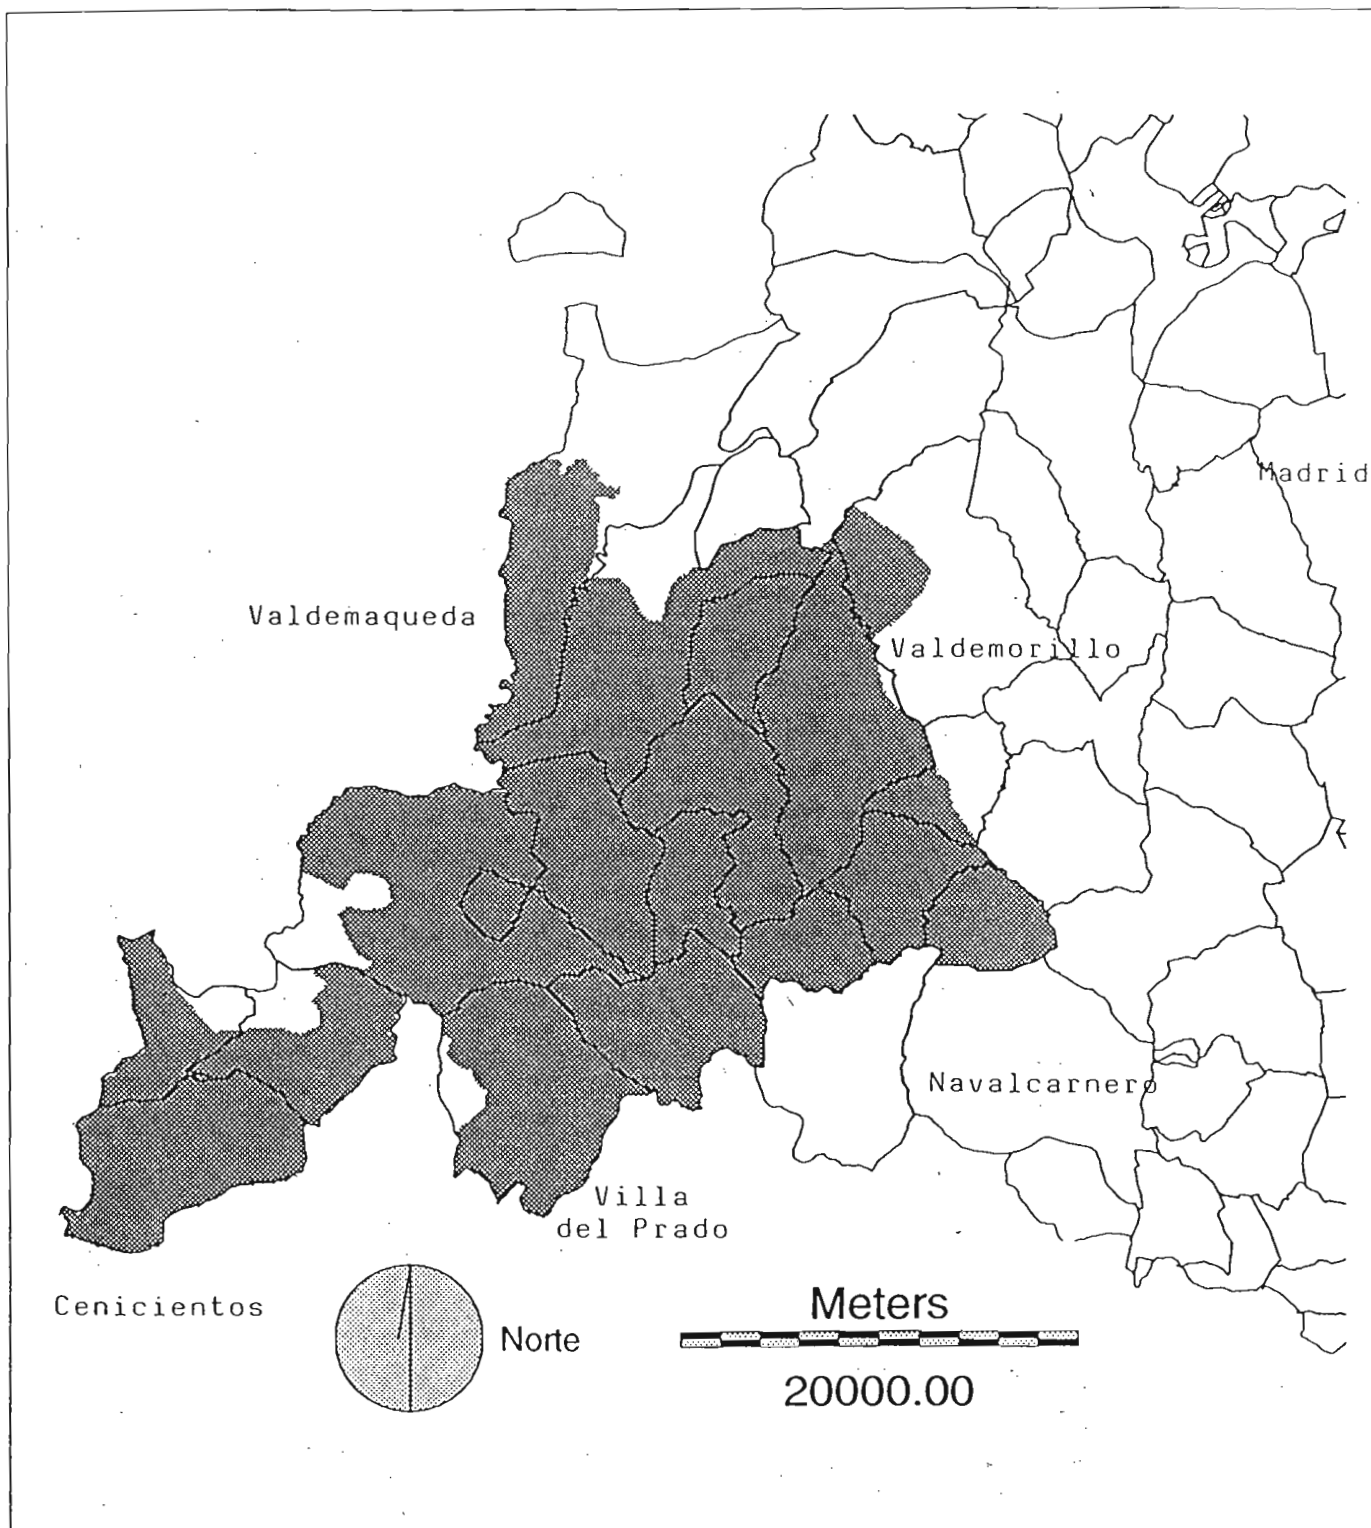 Madrid
Valdemaqueda
Valdemorillo
Navalcarnero
Villa
del Prado
Cenicientos
Norte
Meters
20000.00